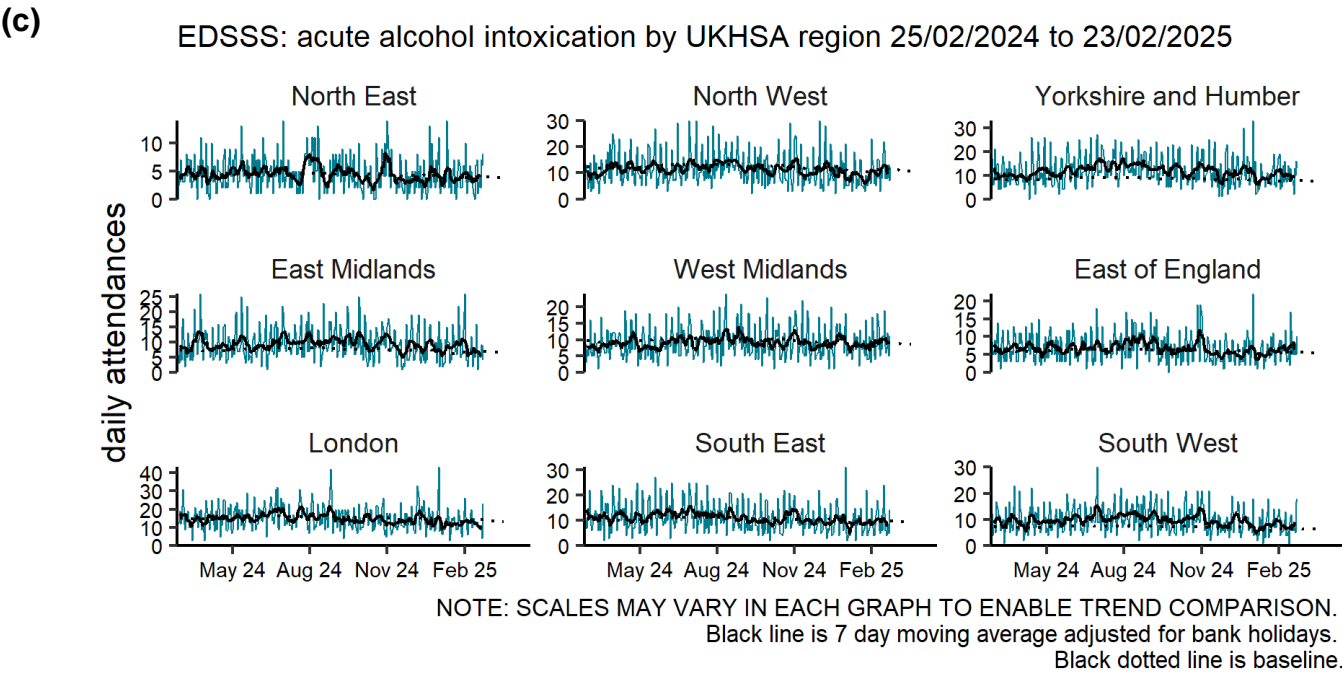 (c)
EDSSS: acute alcohol intoxication by UKHSA region 25/02/2024 to 23/02/2025
North East
North West
Yorkshire and Humber
10
5
0
30
20
10
0
30
20
10
0
daily attendances
East Midlands
West Midlands
East of England
25
20
15
10
5
0
20
15
10
5
0
20
15
10
5
0
London
South East
South West
40
30
20
10
0
30
20
10
0
30
20
10
0
May 24 Aug 24 Nov 24 Feb 25
May 24 Aug 24 Nov 24 Feb 25
May 24 Aug 24 Nov 24 Feb 25
NOTE: SCALES MAY VARY IN EACH GRAPH TO ENABLE TREND COMPARISON.
Black line is 7 day moving average adjusted for bank holidays.
Black dotted line is baseline.